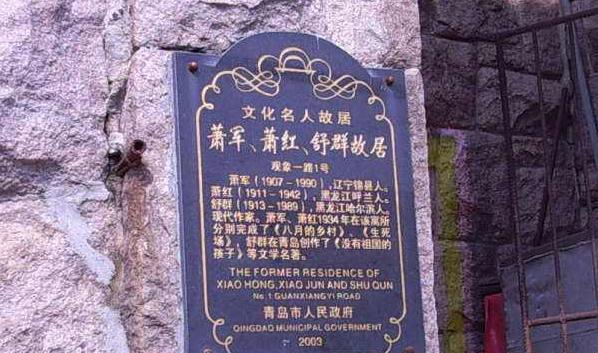 文化名人故居
萧军、萧红、舒群故居
观象一路1号
萧军（1907－1990），辽宁锦县人。
萧红（1911－1942），黑龙江呼兰人。
舒群（1913－1989），黑龙江哈尔滨人。
现代作家。萧军、萧红1934年在该寓所
分别完成了《八月的乡村》、《生死
场》，舒群在青岛创作了《没有祖国的
孩子》等文学名著。
THE FORMER RESIDENCE OF
XIAO HONG, XIAO JUN AND SHU QUN
No.1 GUANXIANGYI ROAD
青岛市人民政府
QINGDAO MUNICIPAL GOVERNMENT
2003